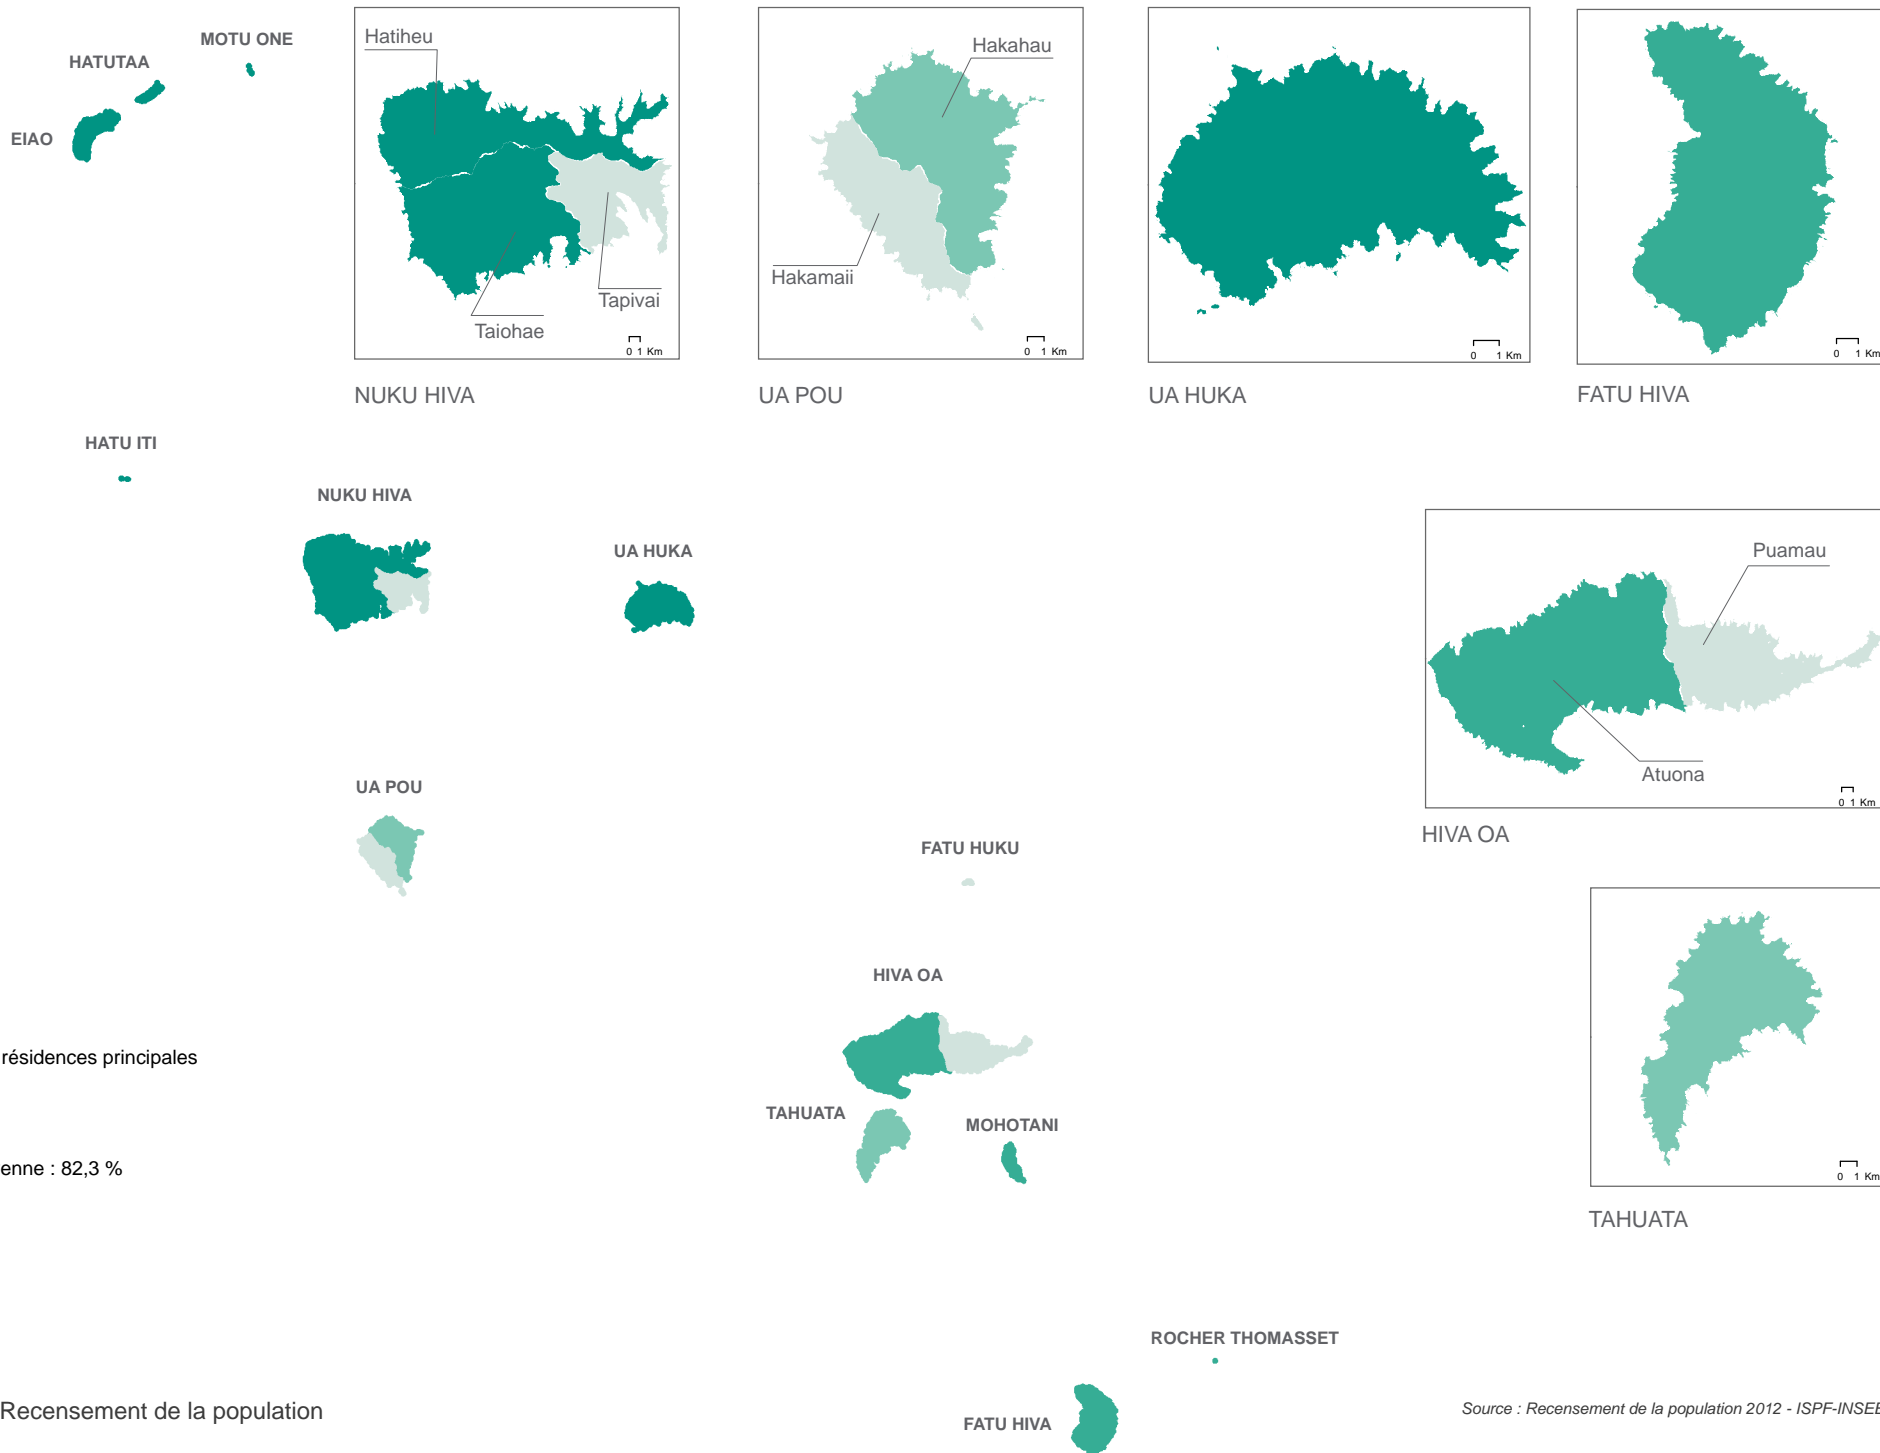 MOTU ONE
HATUTAA
EIAO
Hatiheu
Tapivai
Taiohae
0 1 Km
NUKU HIVA
Hakahau
Hakamaii
0 1 Km
UA POU
0 1 Km
UA HUKA
0 1 Km
FATU HIVA
HATU ITI
NUKU HIVA
UA HUKA
Puamau
Atuona
0 1 Km
HIVA OA
UA POU
FATU HUKU
HIVA OA
TAHUATA
MOHOTANI
0 1 Km
TAHUATA
résidences principales
enne : 82,3 %
ROCHER THOMASSET
FATU HIVA
Recensement de la population
Source : Recensement de la population 2012 - ISPF-INSEE